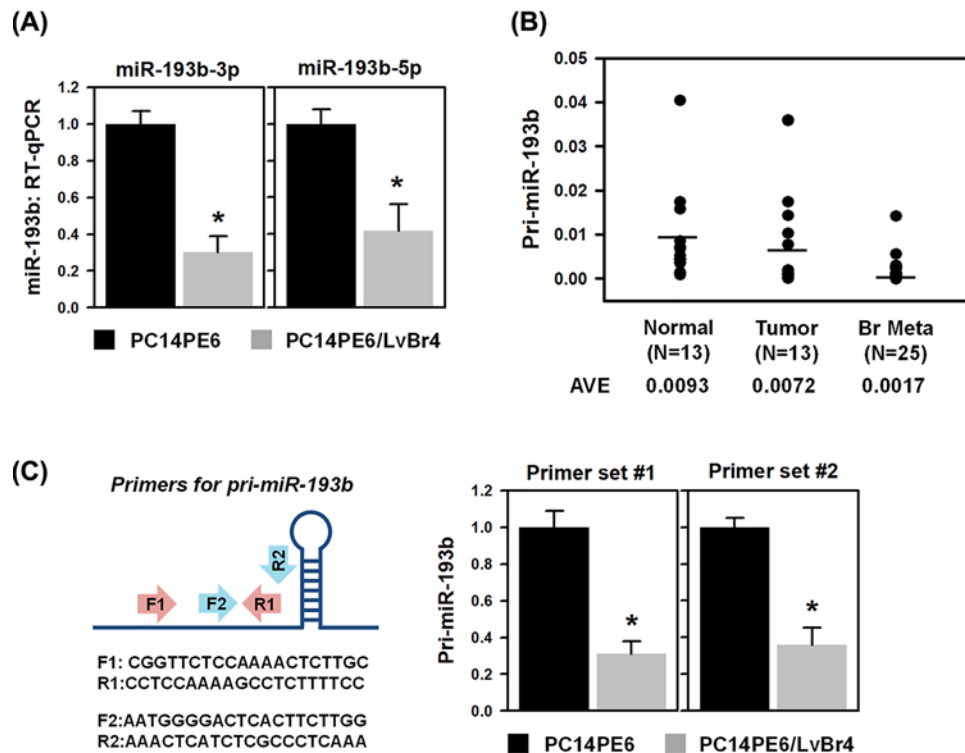 (A)
miR-193b-3p miR-193b-5p
miR-193b: RT-qPCR
1.2
1.0
0.8
0.6
0.4
0.2
0.0
*
*
PC14PE6 PC14PE6/LvBr4
(B)
Pri-miR-193b
0.05
0.04
0.03
0.02
0.01
0.00
Normal Tumor Br Meta
(N=13) (N=13) (N=25)
AVE 0.0093 0.0072 0.0017
(C)
Primers for pri-miR-193b
R2
F1 F2 R1
F1: CGGTTCTCCAAAACTCTTGC
R1:CCTCCAAAAGCCTCTTTTCC
F2:AATGGGGACTCACTTCTTGG
R2:AAACTCATCTCGCCCTCAAA
Primer set #1 Primer set #2
Pri-miR-193b
1.2
1.0
0.8
0.6
0.4
0.2
0
*
*
PC14PE6 PC14PE6/LvBr4